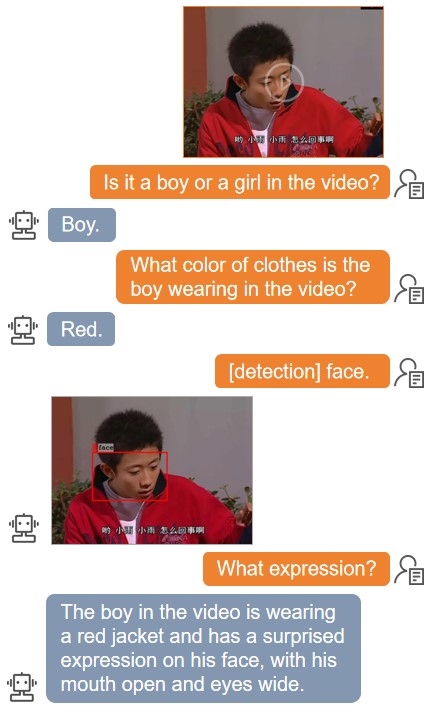 哟 小雨 小雨 怎么回事啊
Is it a boy or a girl in the video?
Boy.
What color of clothes is the
boy wearing in the video?
Red.
[detection] face.
face
哟 小雨 小雨 怎么回事啊
What expression?
The boy in the video is wearing
a red jacket and has a surprised
expression on his face, with his
mouth open and eyes wide.